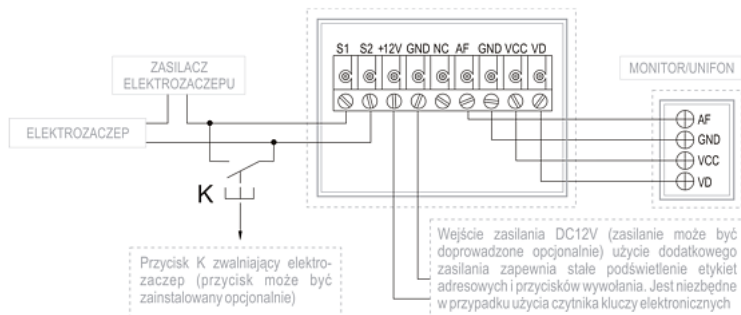 S1 S2 +12V GND NC AF GND VCC VD
ZASILACZ
ELEKTROZACZEPU
MONITOR/UNIFON
ELEKTROZACZEP
AF
GND
VCC
VD
K
Przycisk K zwalniający elektro-
zaczep (przycisk może być
zainstalowany opcjonalnie)
Wejście zasilania DC12V (zasilanie może być
doprowadzone opcjonalnie) użycie dodatkowego
zasilania zapewnia stałe podświetlenie etykiet
adresowych i przycisków wywołania. Jest niezbędne
w przypadku użycia czytnika kluczy elektronicznych